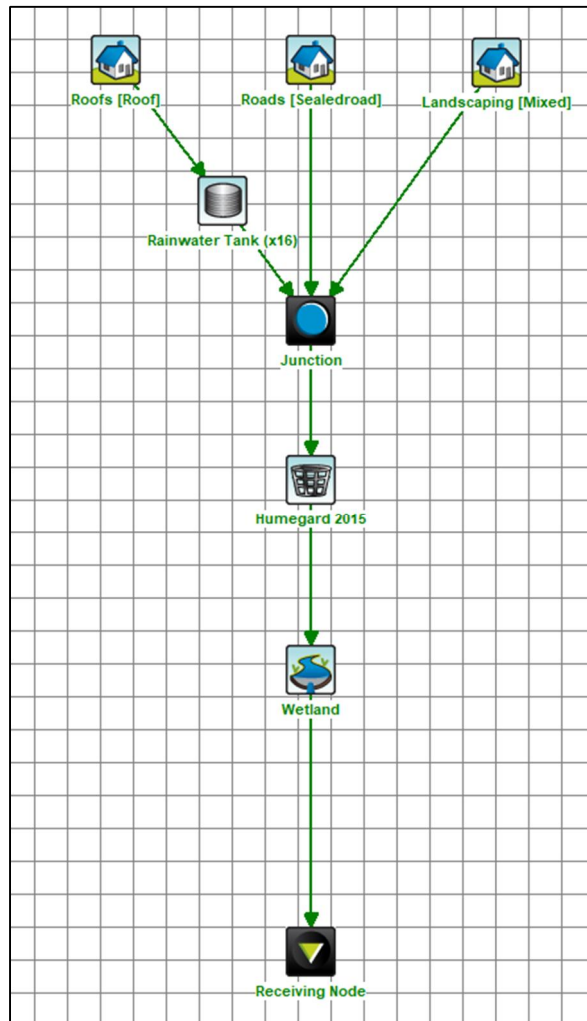 Roofs [Roof]
Roads [Sealedroad]
Landscaping [Mixed]
Rainwater Tank (x16)
Junction
Humegard 2015
Wetland
Receiving Node